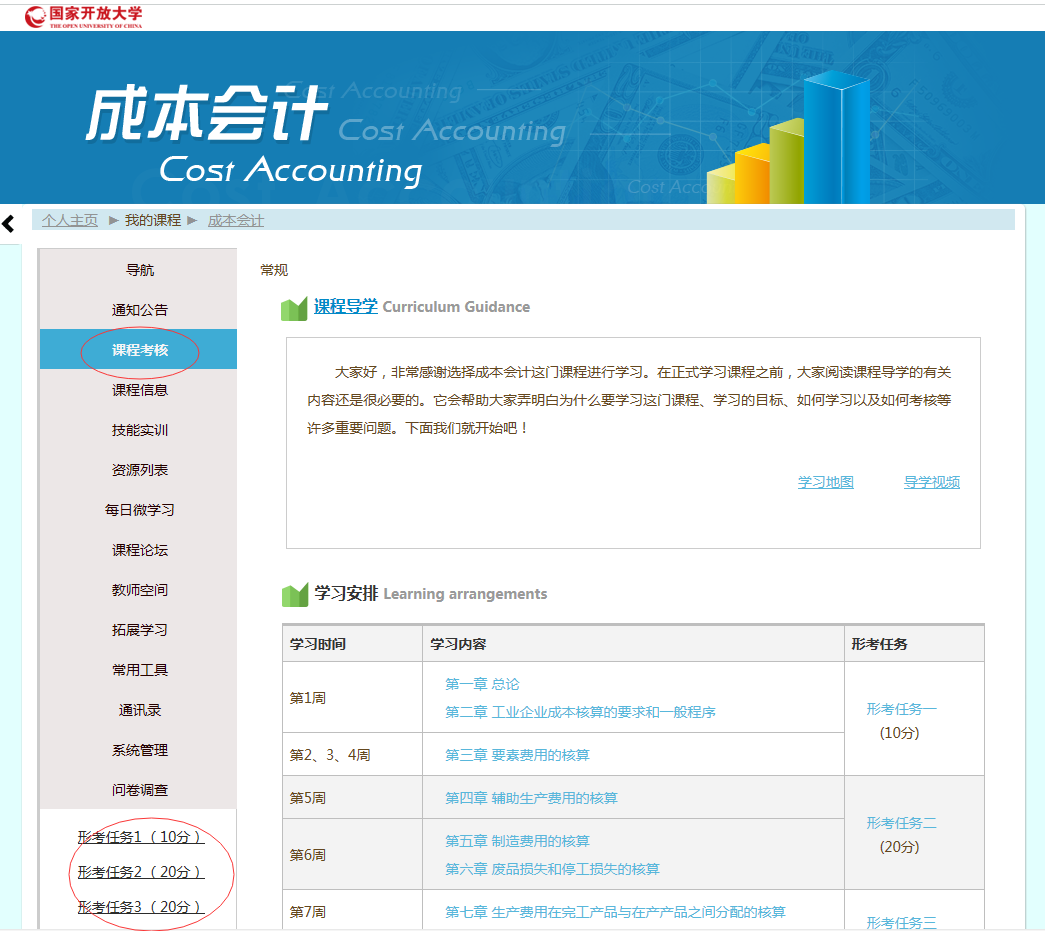 国家开放大学
THE OPEN UNIVERSITY OF CHINA
Cost Accounting
成本会计
Cost Accounting
Cost Accounting
Cost Acco
个人主页 ▶ 我的课程 ▶ 成本会计
导航
通知公告
课程考核
课程信息
技能实训
资源列表
每日微学习
课程论坛
教师空间
拓展学习
常用工具
通讯录
系统管理
问卷调查
形考任务1（10分）
形考任务2（20分）
形考任务3（20分）
常规
课程导学 Curriculum Guidance
大家好，非常感谢选择成本会计这门课程进行学习。在正式学习课程之前，大家阅读课程导学的有关
内容还是很必要的。它会帮助大家弄明白为什么要学习这门课程、学习的目标、如何学习以及如何考核等
许多重要问题。下面我们就开始吧！
学习地图 导学视频
学习安排 Learning arrangements
学习时间 学习内容 形考任务
第1周
第一章 总论
第二章 工业企业成本核算的要求和一般程序
形考任务一
(10分)
第2、3、4周 第三章 要素费用的核算
第5周 第四章 辅助生产费用的核算
形考任务二
(20分)
第6周
第五章 制造费用的核算
第六章 废品损失和停工损失的核算
第7周 第七章 生产费用在完工产品与在产产品之间分配的核算
形考任务三